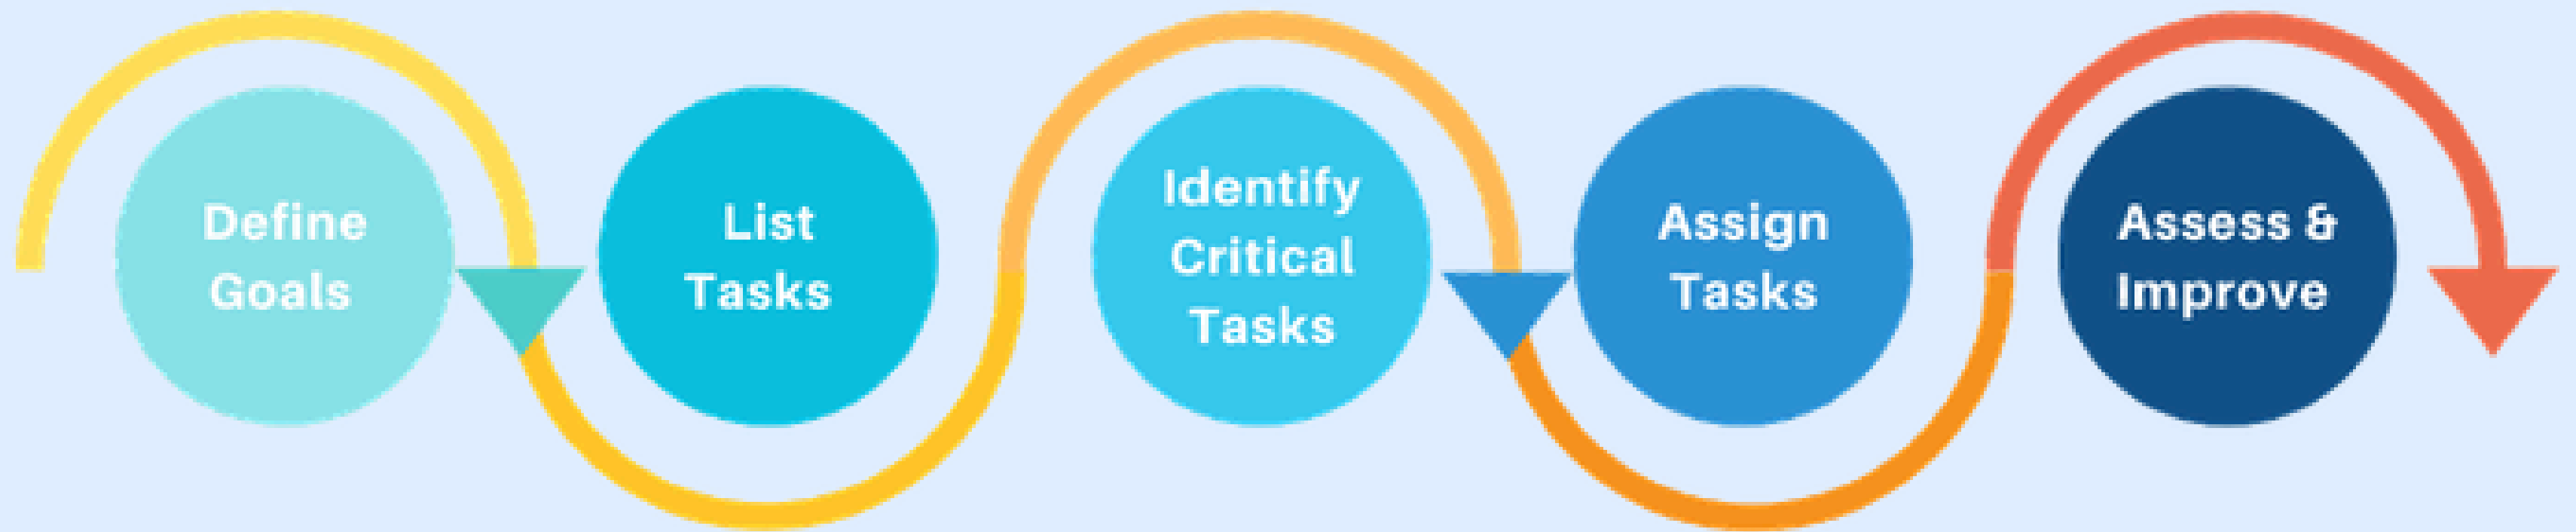 Define
Goals
List
Tasks
Identify
Critical
Tasks
Assign
Tasks
Assess &
Improve